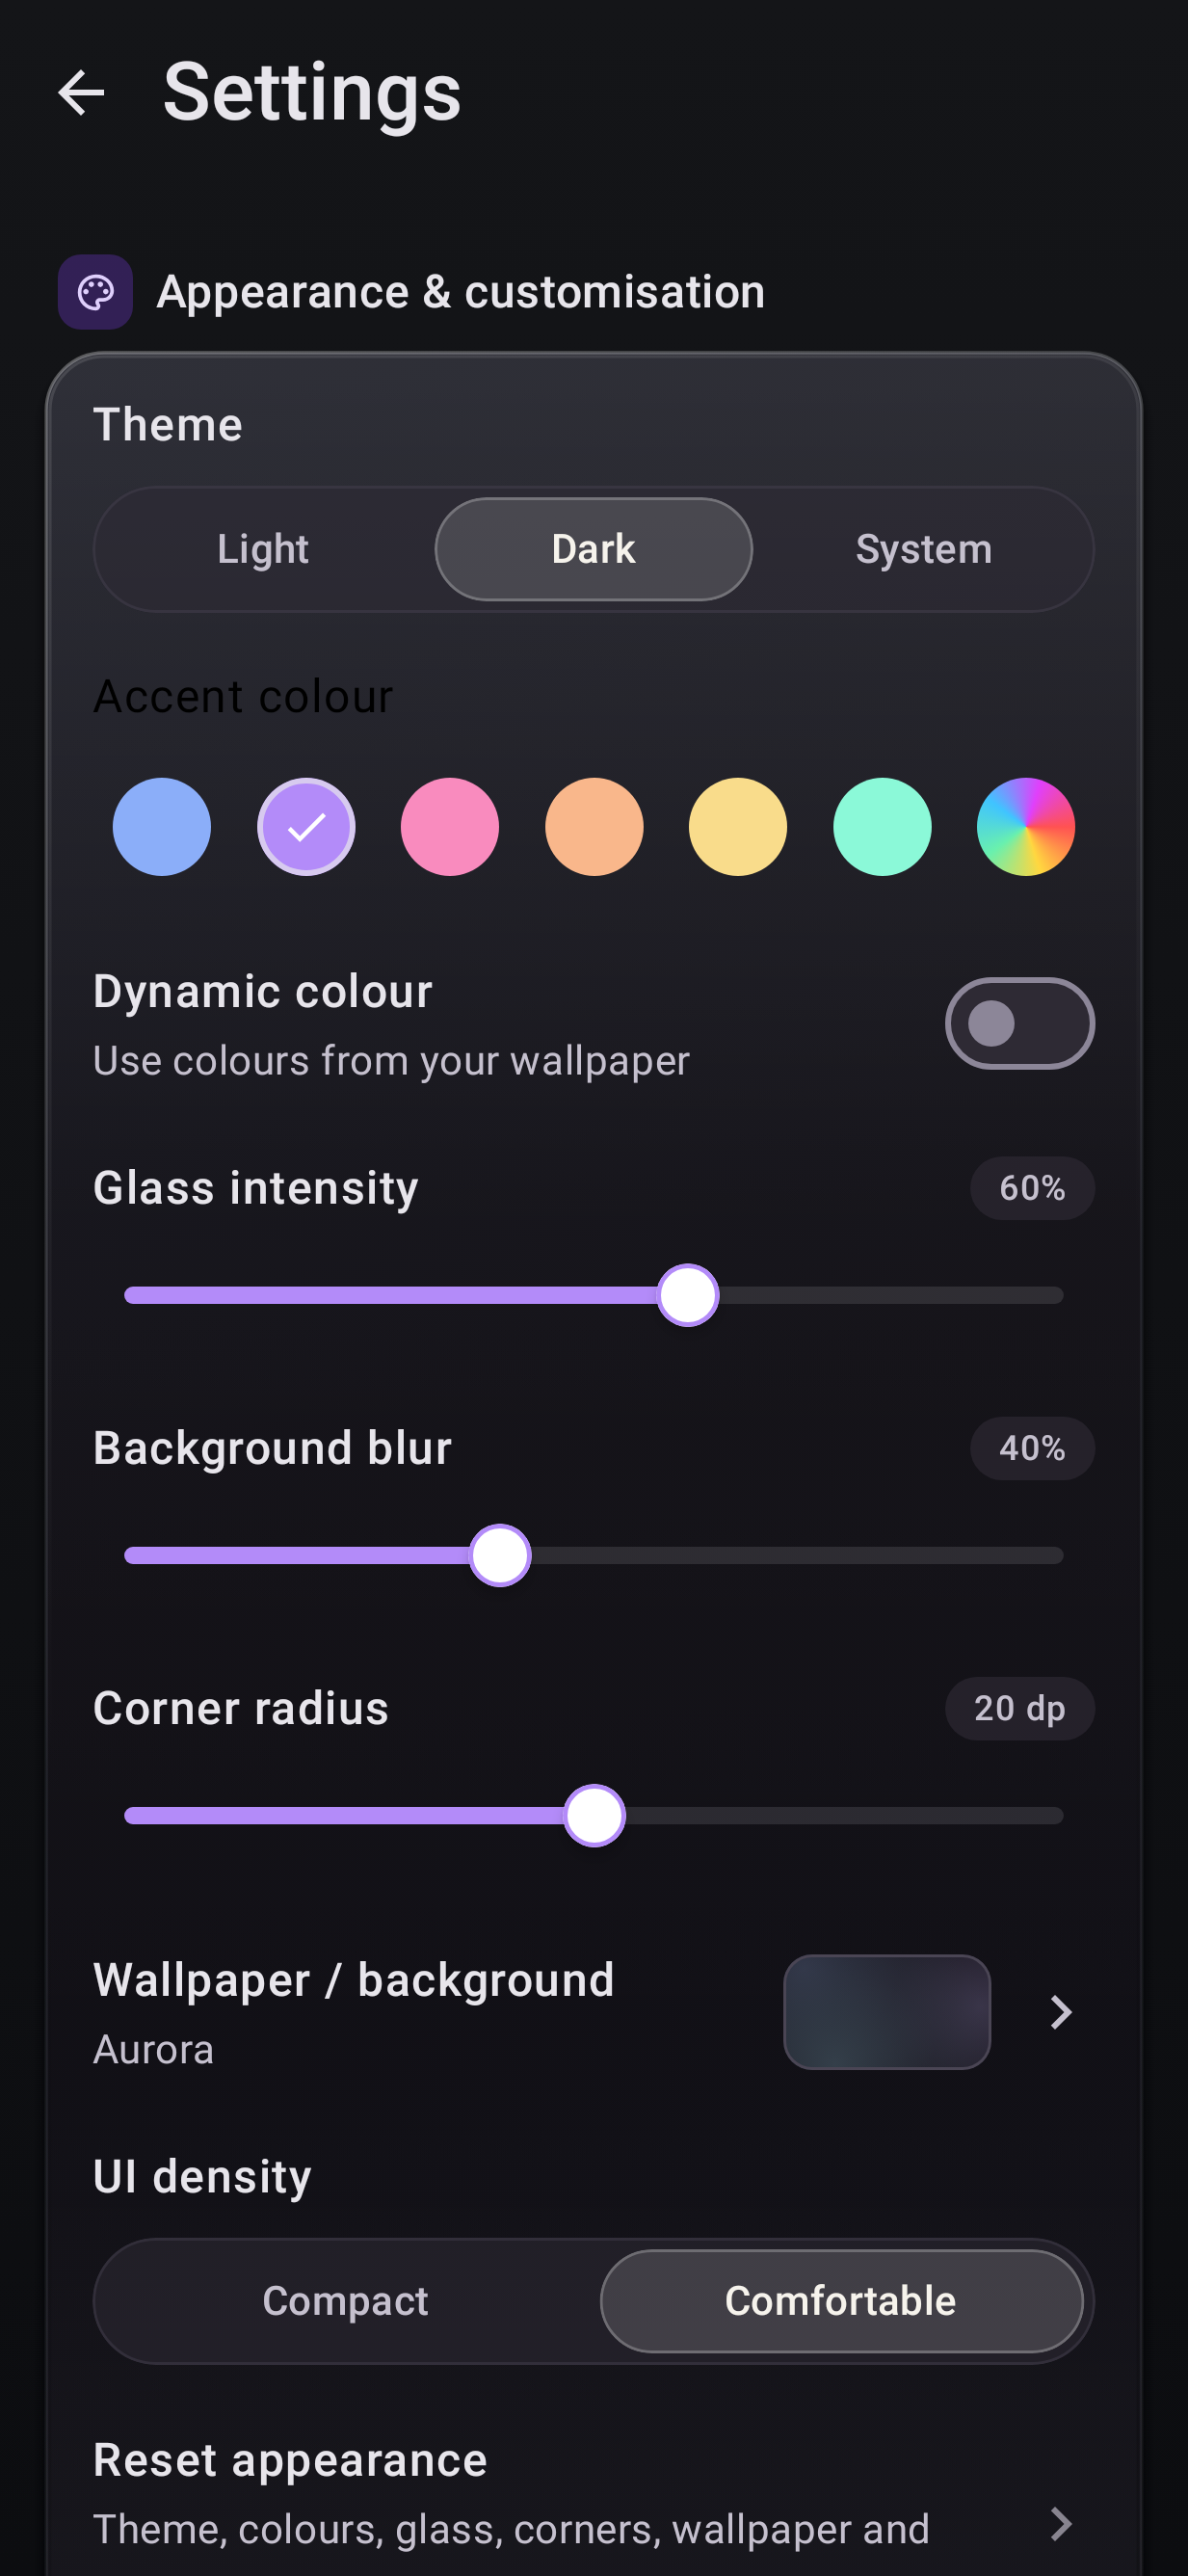 Settings
Appearance & customisation
Theme
Light Dark System
Accent colour
Dynamic colour
Use colours from your wallpaper
Glass intensity 60%
Background blur 40%
Corner radius 20 dp
Wallpaper / background
Aurora
UI density
Compact Comfortable
Reset appearance
Theme, colours, glass, corners, wallpaper and